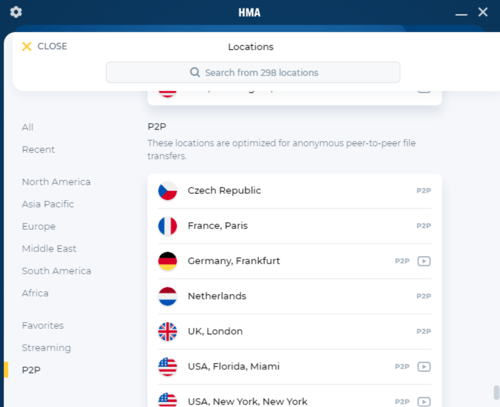 HMA
CLOSE
Locations
Search from 298 locations
All
Recent
North America
Asia Pacific
Europe
Middle East
South America
Africa
Favorites
Streaming
P2P
P2P
These locations are optimized for anonymous peer-to-peer file
transfers.
Czech Republic P2P
France, Paris P2P
Germany, Frankfurt P2P
Netherlands P2P
UK, London P2P
USA, Florida, Miami P2P
USA, New York, New York P2P